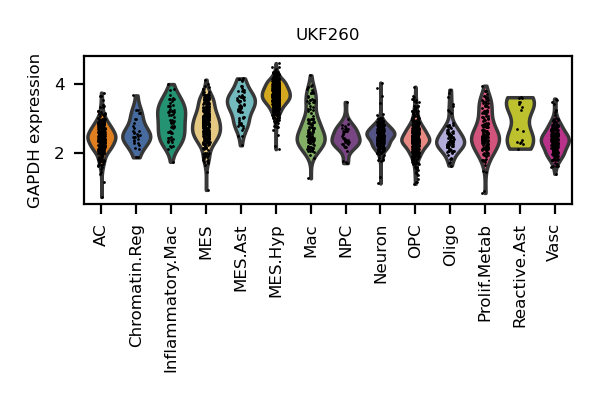 UKF260
GAPDH expression
4
2
AC
Chromatin.Reg
Inflammatory.Mac
MES
MES.Ast
MES.Hyp
Mac
NPC
Neuron
OPC
Oligo
Prolif.Metab
Reactive.Ast
Vasc